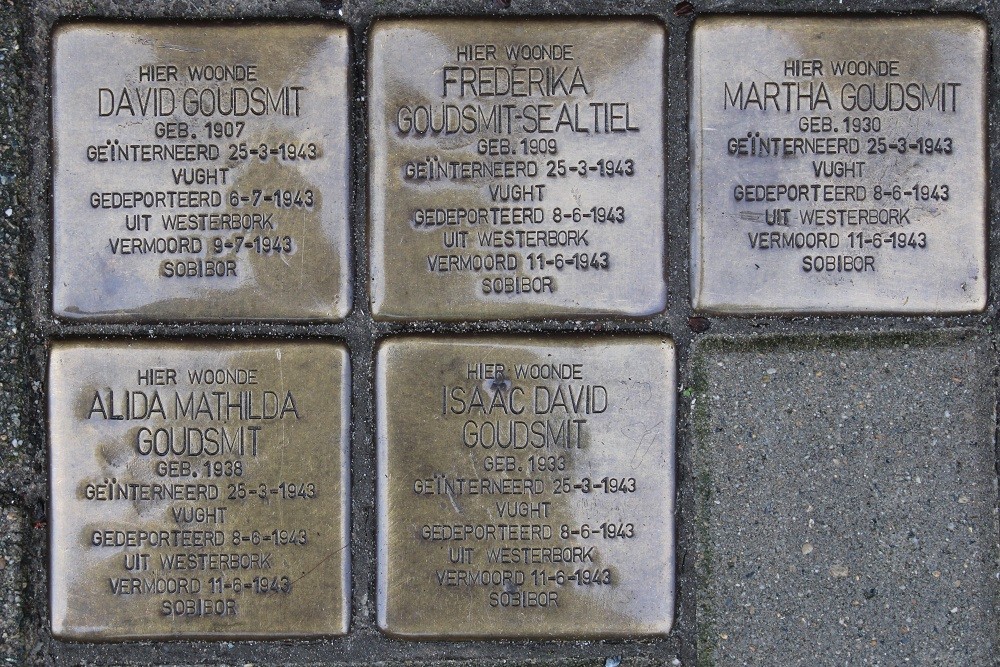 HIER WOONDE
DAVID GOUDSMIT
GEB. 1907
GEÏNTERNEERD 25-3-1943
VUGHT
GEDEPORTEERD 6-7-1943
UIT WESTERBORK
VERMOORD 9-7-1943
SOBIBOR
HIER WOONDE
FREDERIKA
GOUDSMIT-SEALTIEL
GEB. 1909
GEÏNTERNEERD 25-3-1943
VUGHT
GEDEPORTEERD 8-6-1943
UIT WESTERBORK
VERMOORD 11-6-1943
SOBIBOR
HIER WOONDE
MARTHA GOUDSMIT
GEB. 1930
GEÏNTERNEERD 25-3-1943
VUGHT
GEDEPORTEERD 8-6-1943
UIT WESTERBORK
VERMOORD 11-6-1943
SOBIBOR
HIER WOONDE
ALIDA MATHILDA
GOUDSMIT
GEB. 1938
GEÏNTERNEERD 25-3-1943
VUGHT
GEDEPORTEERD 8-6-1943
UIT WESTERBORK
VERMOORD 11-6-1943
SOBIBOR
HIER WOONDE
ISAAC DAVID
GOUDSMIT
GEB. 1933
GEÏNTERNEERD 25-3-1943
VUGHT
GEDEPORTEERD 8-6-1943
UIT WESTERBORK
VERMOORD 11-6-1943
SOBIBOR